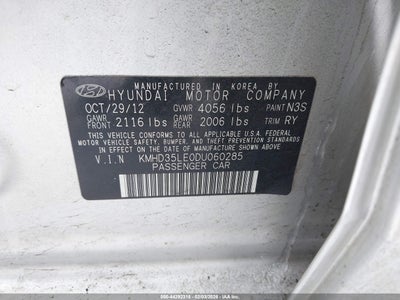 MANUFACTURED IN KOREA BY
HYUNDAI MOTOR COMPANY
OCT/29/12 GVWR 4056 lbs PAINT N3S
GAWR FRONT 2116 lbs GAWR REAR 2006 lbs TRIM RY
THIS VEHICLE CONFORMS TO ALL APPLICABLE U.S.A. FEDERAL
MOTOR VEHICLE SAFETY, BUMPER, AND THEFT PREVENTION STANDARDS
IN EFFECT ON THE DATE OF MANUFACTURE SHOWN ABOVE.
V.I.N KMHD35LE0DU060285
PASSENGER CAR